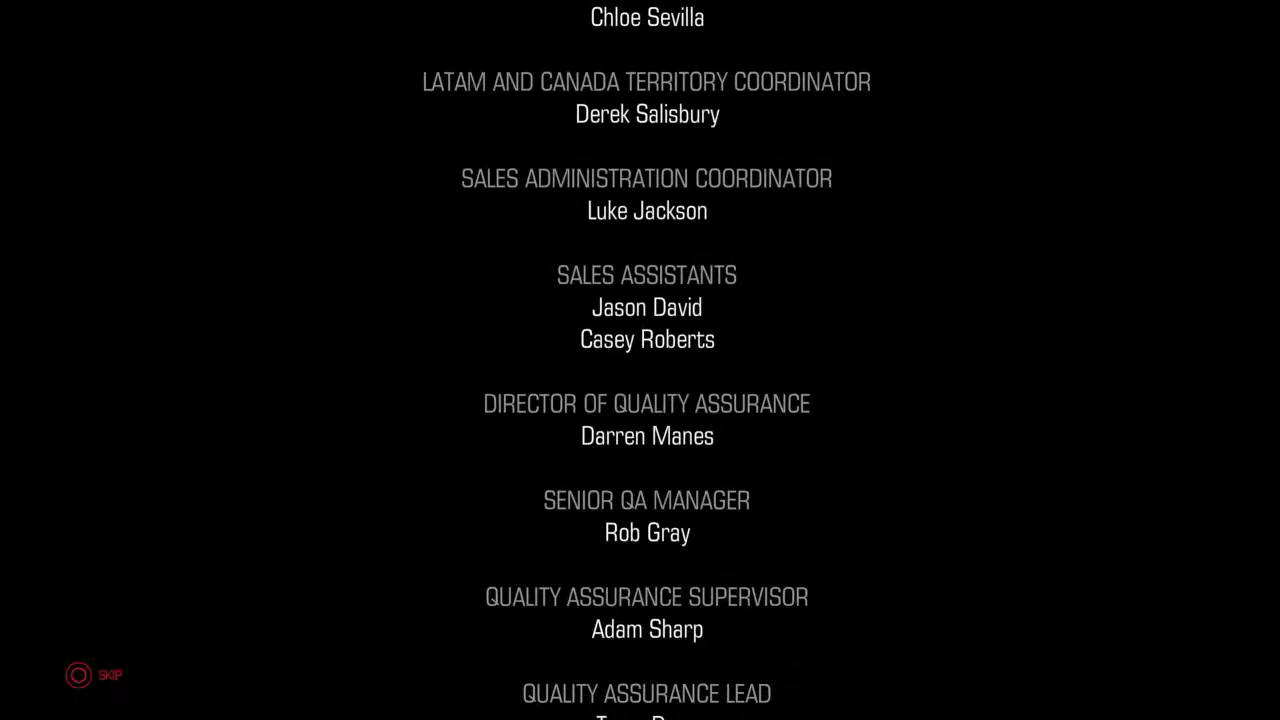 Chloe Sevilla
LATAM AND CANADA TERRITORY COORDINATOR
Derek Salisbury
SALES ADMINISTRATION COORDINATOR
Luke Jackson
SALES ASSISTANTS
Jason David
Casey Roberts
DIRECTOR OF QUALITY ASSURANCE
Darren Manes
SENIOR QA MANAGER
Rob Gray
QUALITY ASSURANCE SUPERVISOR
Adam Sharp
SKIP
QUALITY ASSURANCE LEAD